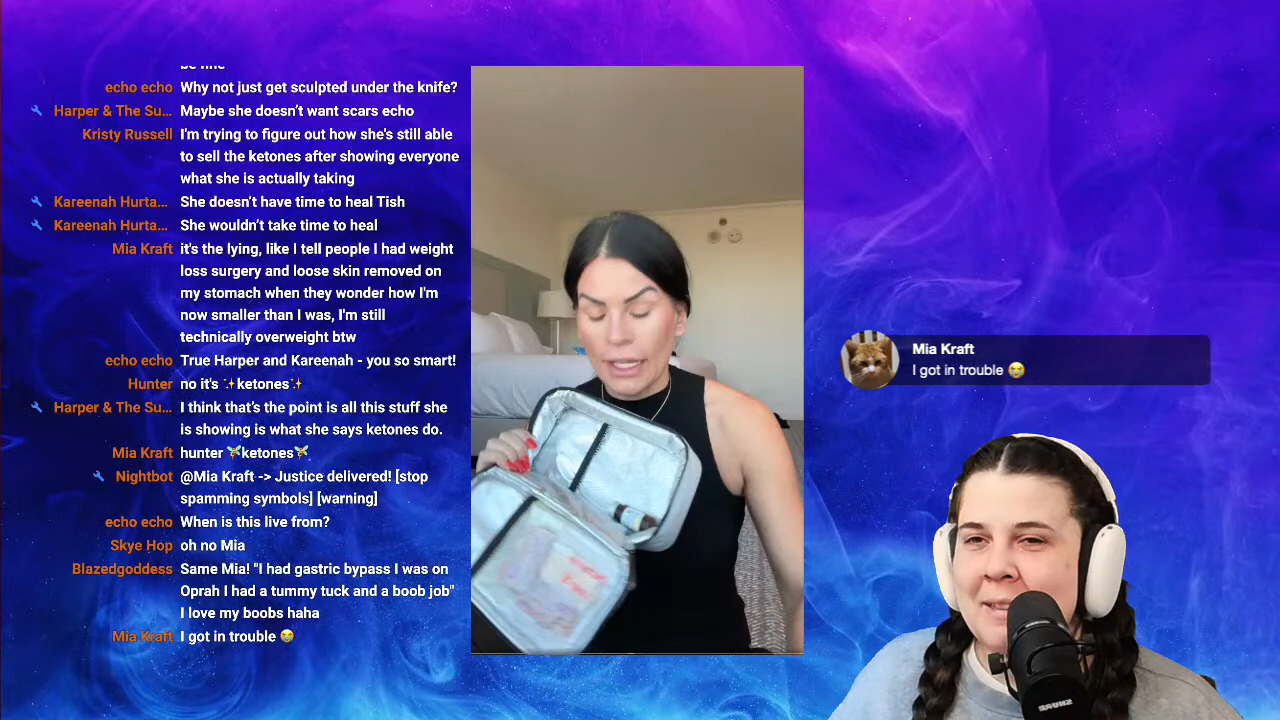 echo echo Why not just get sculpted under the knife?
Harper & The Su... Maybe she doesn’t want scars echo
Kristy Russell I'm trying to figure out how she's still able
to sell the ketones after showing everyone
what she is actually taking
Kareenah Hurta... She doesn’t have time to heal Tish
Kareenah Hurta... She wouldn’t take time to heal
Mia Kraft it's the lying, like I tell people I had weight
loss surgery and loose skin removed on
my stomach when they wonder how I'm
now smaller than I was, I'm still
technically overweight btw
echo echo True Harper and Kareenah - you so smart!
Hunter no it's ✨ketones✨
Harper & The Su... I think that’s the point is all this stuff she
is showing is what she says ketones do.
Mia Kraft hunter ketones
Nightbot @Mia Kraft -> Justice delivered! [stop
spamming symbols] [warning]
echo echo When is this live from?
Skye Hop oh no Mia
Blazedgoddess Same Mia! "I had gastric bypass I was on
Oprah I had a tummy tuck and a boob job"
I love my boobs haha
Mia Kraft I got in trouble 😭
Mia Kraft
I got in trouble 😭